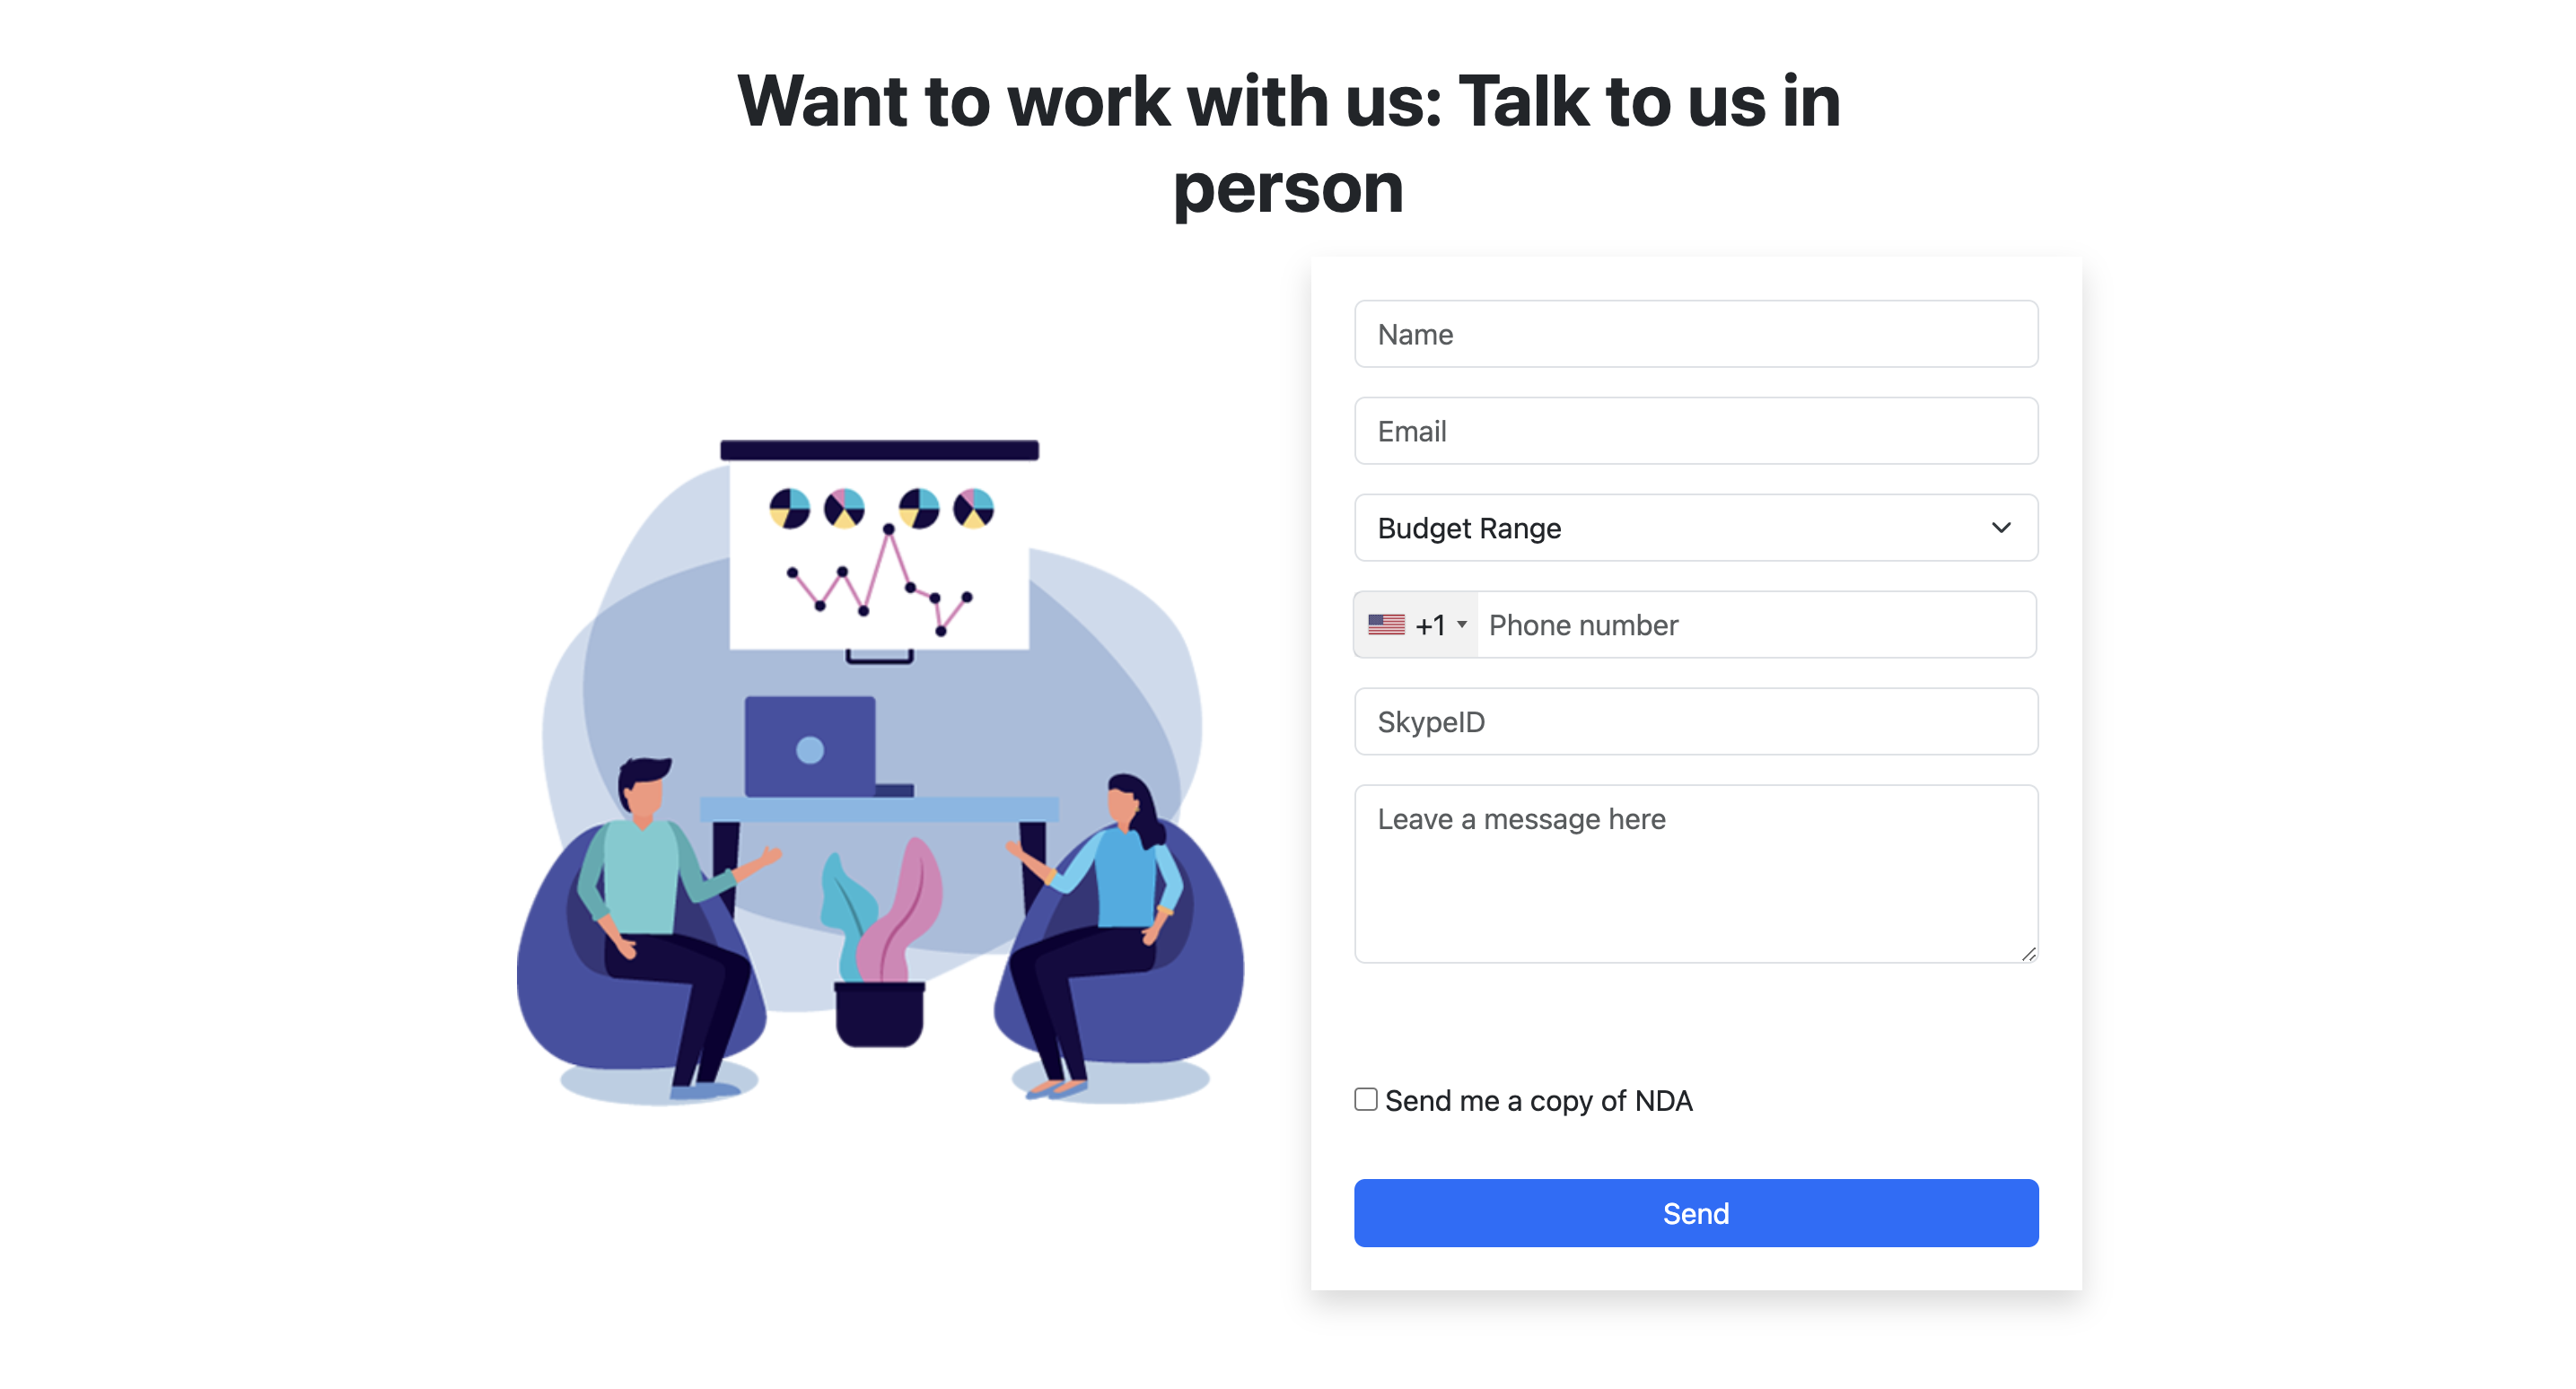 Want to work with us: Talk to us in
person
Name
Email
Budget Range
+1 Phone number
SkypeID
Leave a message here
Send me a copy of NDA
Send